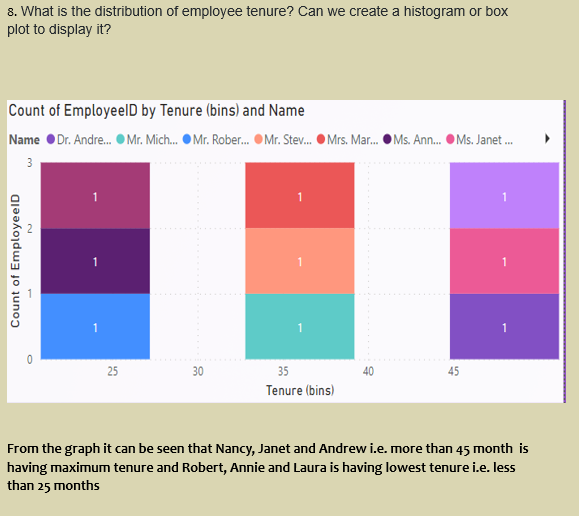 8. What is the distribution of employee tenure? Can we create a histogram or box
plot to display it?
Count of EmployeeID by Tenure (bins) and Name
Name Dr. Andre... Mr. Mich... Mr. Rober... Mr. Stev... Mrs. Mar... Ms. Ann... Ms. Janet ...
Count of EmployeeID
3
2
1
0
1 1 1
1 1 1
1 1 1
25 30 35 40 45
Tenure (bins)
From the graph it can be seen that Nancy, Janet and Andrew i.e. more than 45 month is
having maximum tenure and Robert, Annie and Laura is having lowest tenure i.e. less
than 25 months